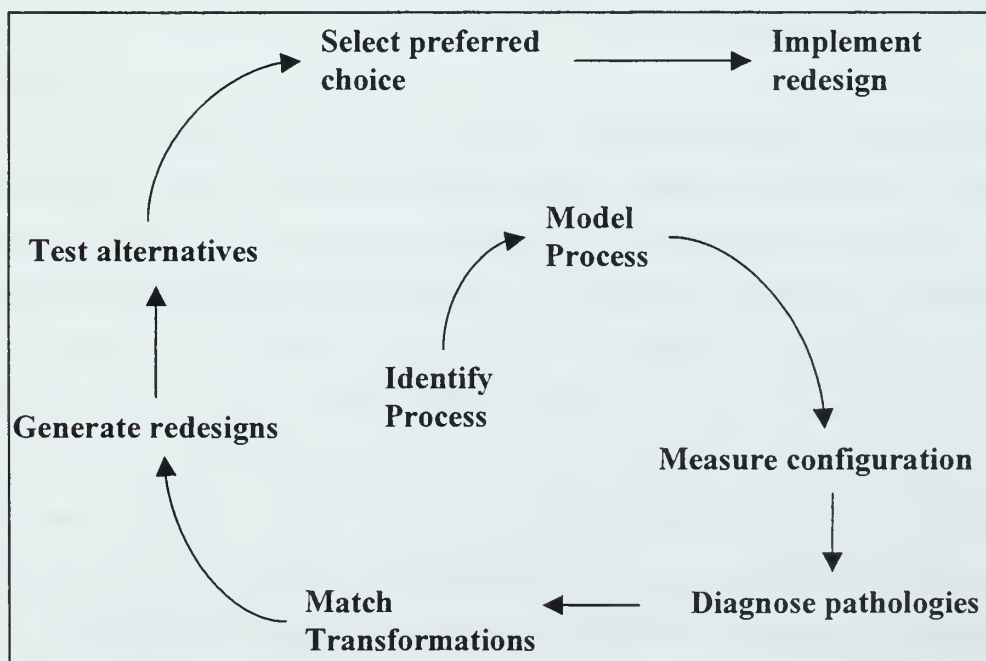 Select preferred
choice
Implement
redesign
Model
Process
Test alternatives
Identify
Process
Generate redesigns
Measure configuration
Match
Transformations
Diagnose pathologies